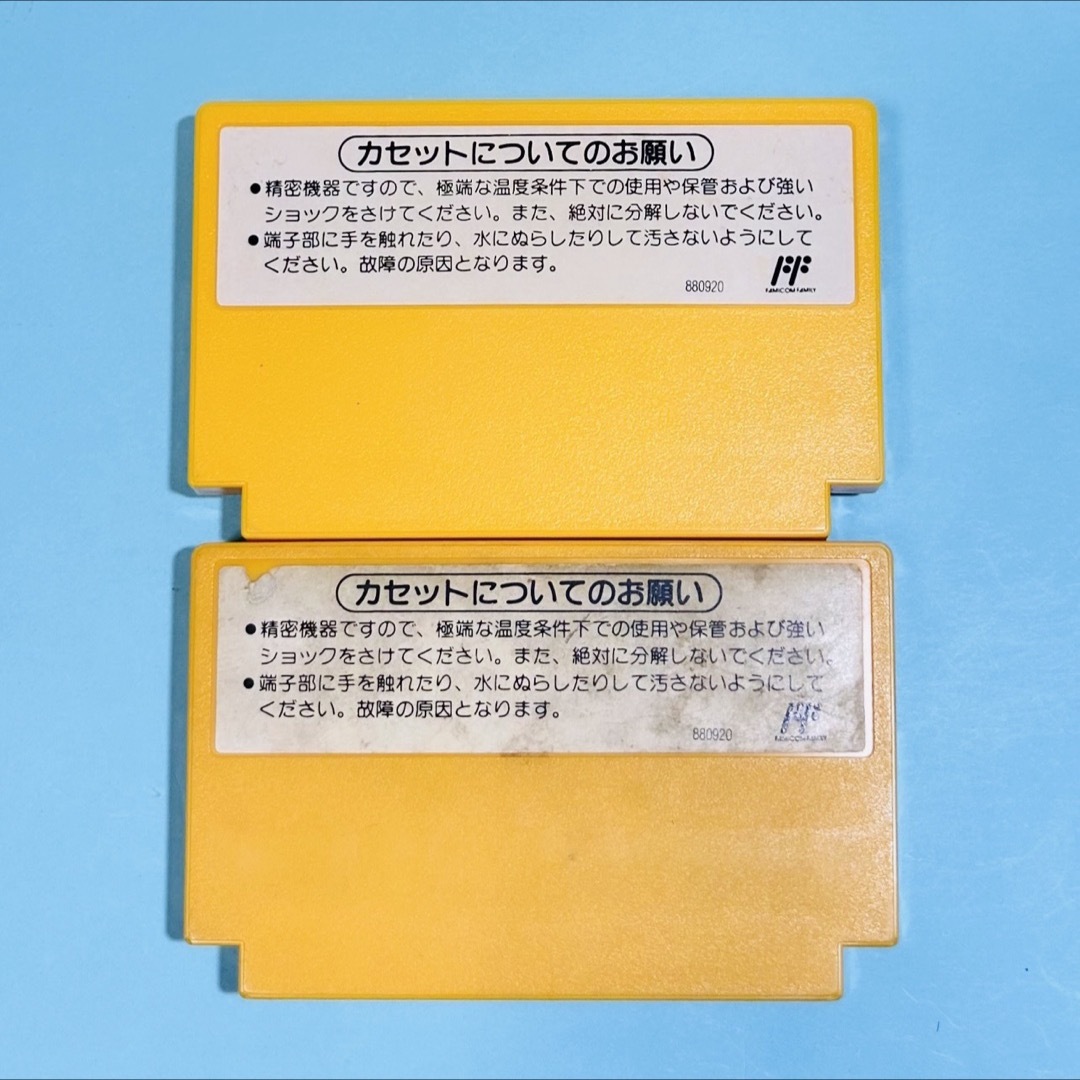 カセットについてのお願い
●精密機器ですので、極端な温度条件下での使用や保管および強い
ショックをさけてください。また、絶対に分解しないでください。
●端子部に手を触れたり、水にぬらしたりして汚さないようにして
ください。故障の原因となります。
880920
FAMICOM FAMILY
カセットについてのお願い
●精密機器ですので、極端な温度条件下での使用や保管および強い
ショックをさけてください。また、絶対に分解しないでください。
●端子部に手を触れたり、水にぬらしたりして汚さないようにして
ください。故障の原因となります。
880920
FAMICOM FAMILY